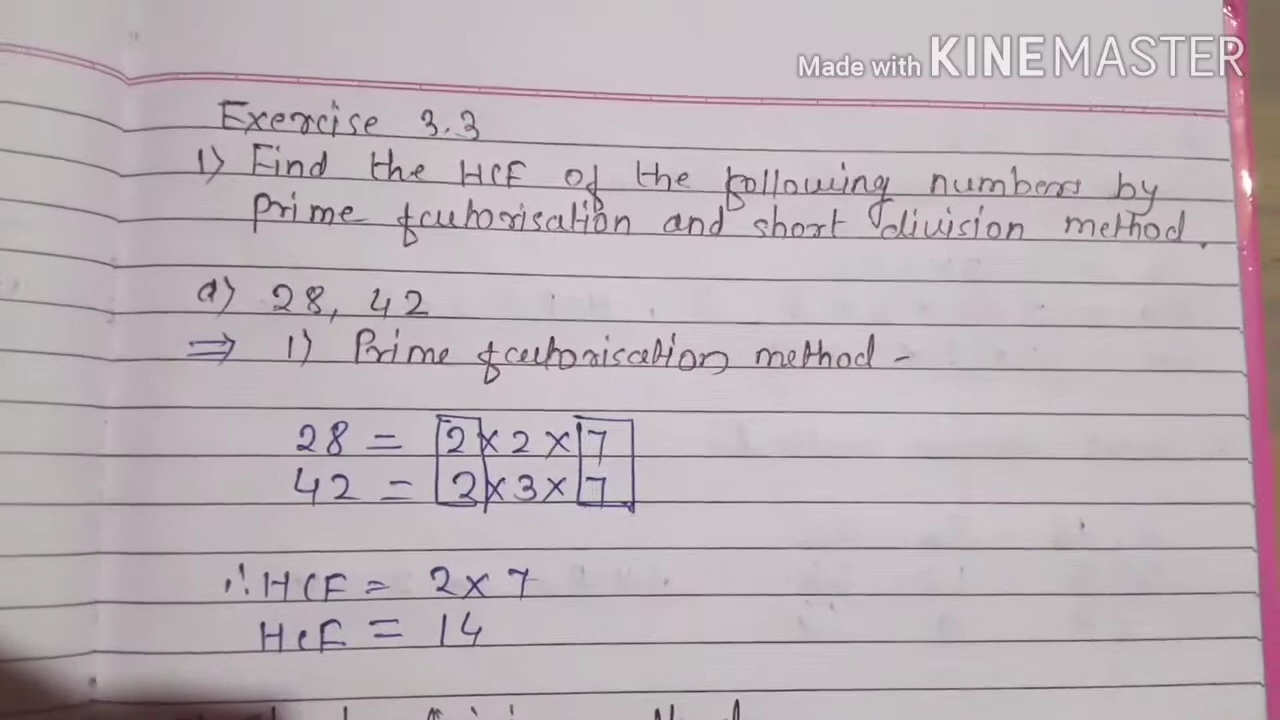 Made with KINEMASTER
Exercise 3.3
1) Find the HCF of the following numbers by
prime factorisation and short division method.
a) 28, 42
⇒ 1) Prime factorisation method -
28 = 2 × 2 × 7
42 = 2 × 3 × 7
∴ HCF = 2 × 7
HCF = 14